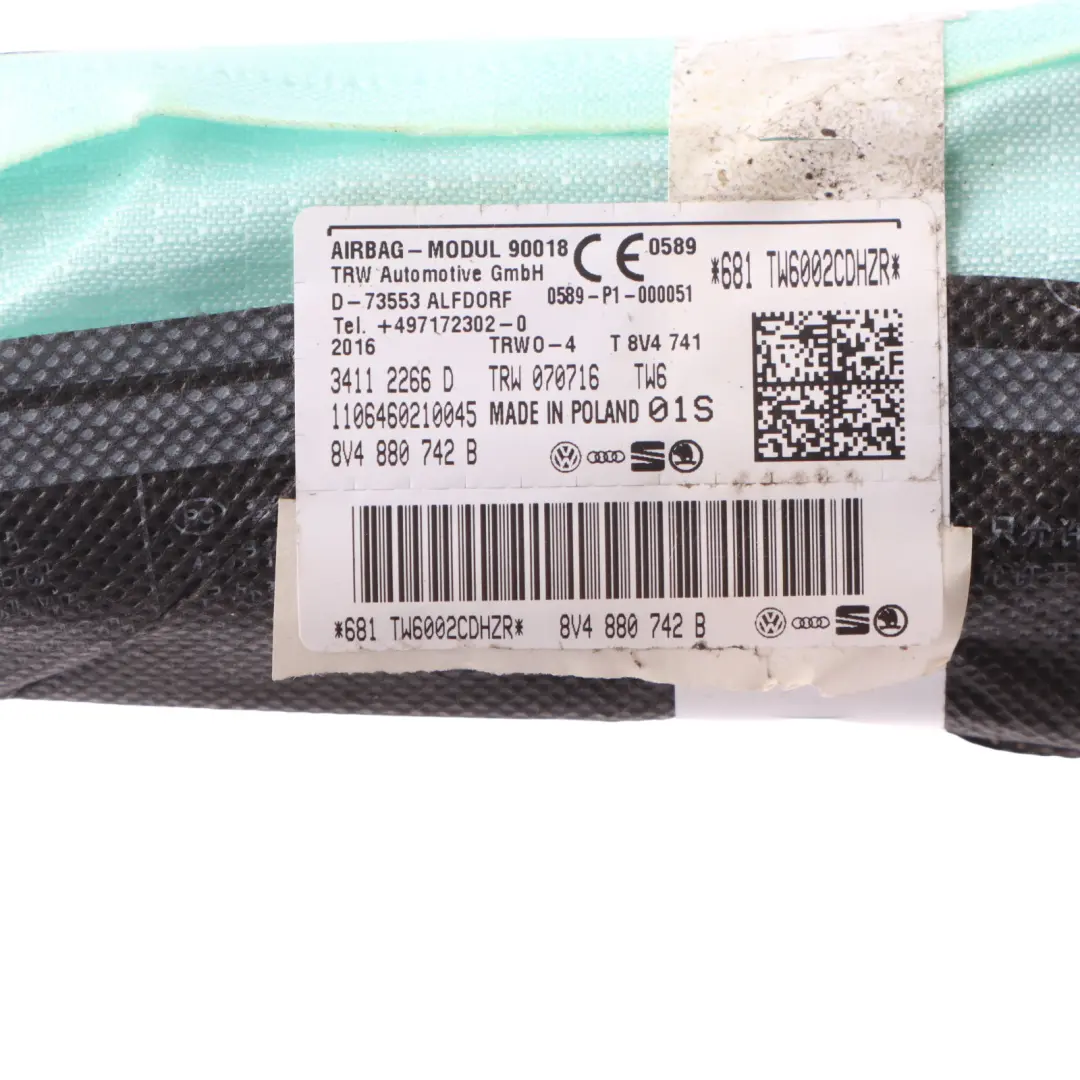 AIRBAG-MODUL 90018 CE 0589
TRW Automotive GmbH
D-73553 ALFDORF 0589-P1-000051
*681 TW6002CDHZR*
Tel. +497172302-0
2016 TRWO-4 T 8V4 741
3411 2266 D TRW 070716 TW6
1106460210045 MADE IN POLAND 01S
8V4 880 742 B
*681 TW6002CDHZR* 8V4 880 742 B